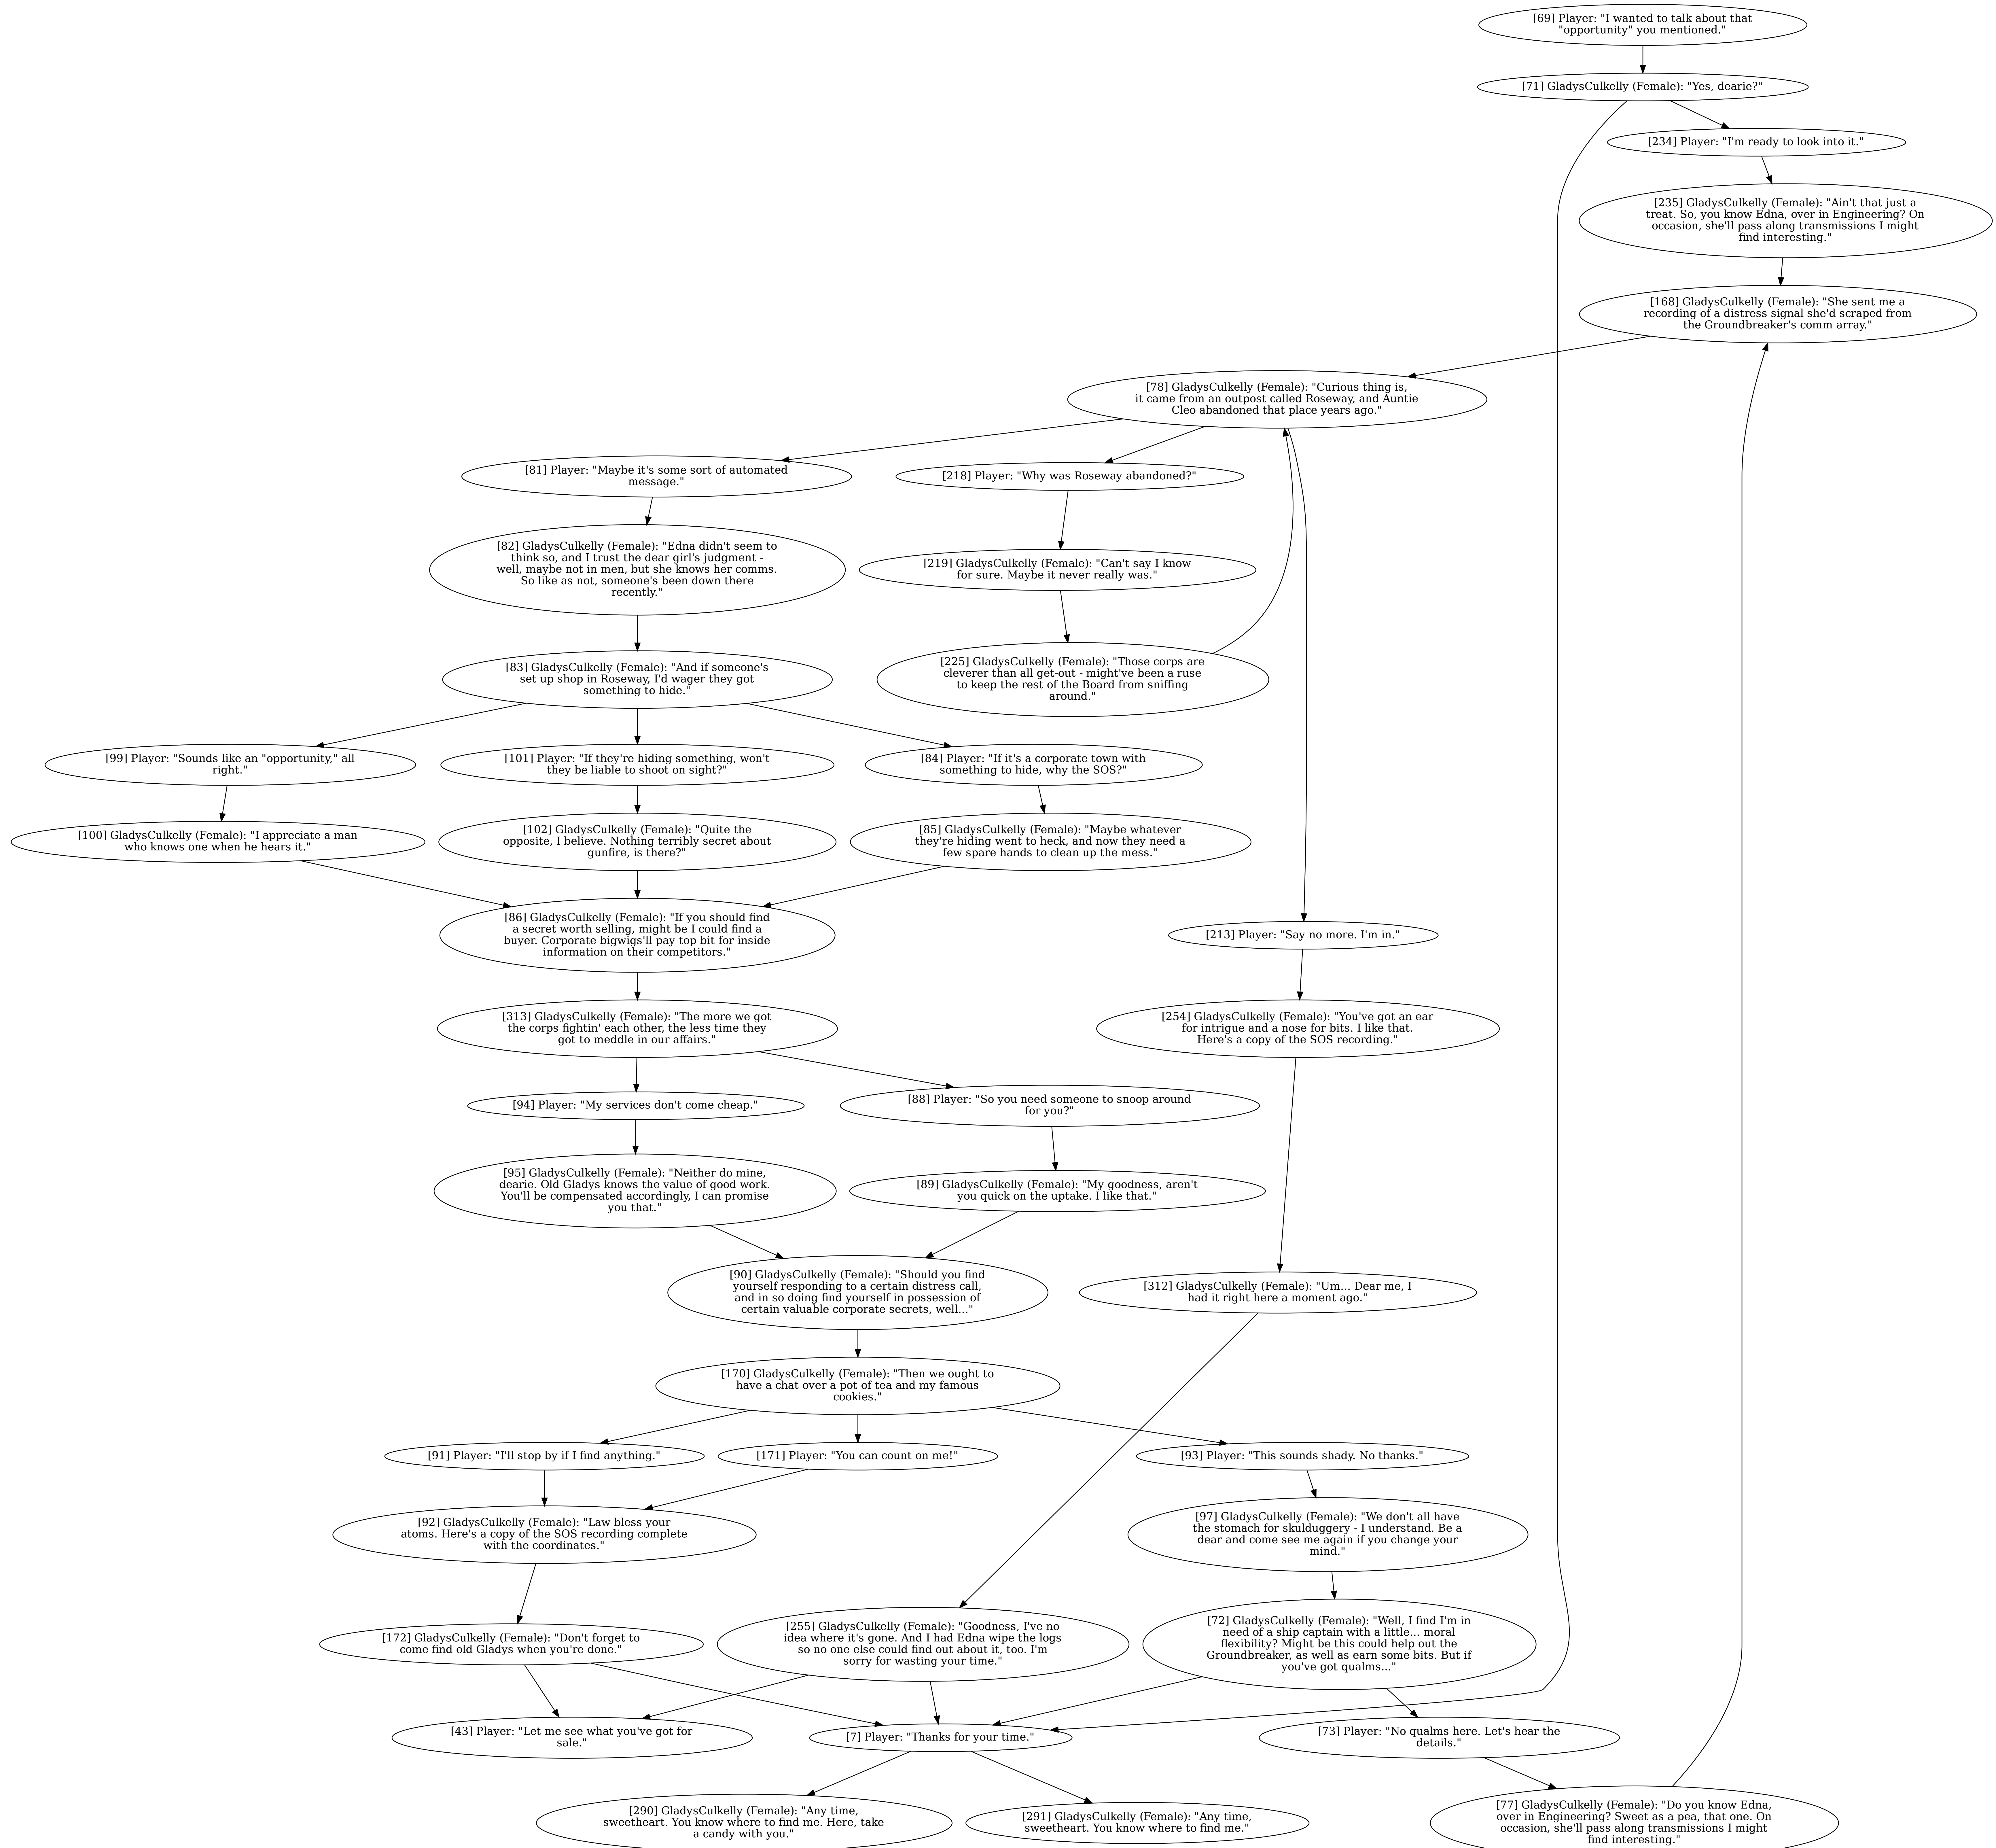 [69] Player: "I wanted to talk about that
"opportunity" you mentioned."
[71] GladysCulkelly (Female): "Yes, dearie?"
[234] Player: "I'm ready to look into it."
[235] GladysCulkelly (Female): "Ain't that just a
treat. So, you know Edna, over in Engineering? On
occasion, she'll pass along transmissions I might
find interesting."
[168] GladysCulkelly (Female): "She sent me a
recording of a distress signal she'd scraped from
the Groundbreaker's comm array."
[78] GladysCulkelly (Female): "Curious thing is,
it came from an outpost called Roseway, and Auntie
Cleo abandoned that place years ago."
[81] Player: "Maybe it's some sort of automated
message."
[218] Player: "Why was Roseway abandoned?"
[82] GladysCulkelly (Female): "Edna didn't seem to
think so, and I trust the dear girl's judgment -
well, maybe not in men, but she knows her comms.
So like as not, someone's been down there
recently."
[219] GladysCulkelly (Female): "Can't say I know
for sure. Maybe it never really was."
[83] GladysCulkelly (Female): "And if someone's
set up shop in Roseway, I'd wager they got
something to hide."
[225] GladysCulkelly (Female): "Those corps are
cleverer than all get-out - might've been a ruse
to keep the rest of the Board from sniffing
around."
[99] Player: "Sounds like an "opportunity," all
right."
[101] Player: "If they're hiding something, won't
they be liable to shoot on sight?"
[84] Player: "If it's a corporate town with
something to hide, why the SOS?"
[100] GladysCulkelly (Female): "I appreciate a man
who knows one when he hears it."
[102] GladysCulkelly (Female): "Quite the
opposite, I believe. Nothing terribly secret about
gunfire, is there?"
[85] GladysCulkelly (Female): "Maybe whatever
they're hiding went to heck, and now they need a
few spare hands to clean up the mess."
[86] GladysCulkelly (Female): "If you should find
a secret worth selling, might be I could find a
buyer. Corporate bigwigs'll pay top bit for inside
information on their competitors."
[213] Player: "Say no more. I'm in."
[313] GladysCulkelly (Female): "The more we got
the corps fightin' each other, the less time they
got to meddle in our affairs."
[254] GladysCulkelly (Female): "You've got an ear
for intrigue and a nose for bits. I like that.
Here's a copy of the SOS recording."
[94] Player: "My services don't come cheap."
[88] Player: "So you need someone to snoop around
for you?"
[95] GladysCulkelly (Female): "Neither do mine,
dearie. Old Gladys knows the value of good work.
You'll be compensated accordingly, I can promise
you that."
[89] GladysCulkelly (Female): "My goodness, aren't
you quick on the uptake. I like that."
[90] GladysCulkelly (Female): "Should you find
yourself responding to a certain distress call,
and in so doing find yourself in possession of
certain valuable corporate secrets, well..."
[312] GladysCulkelly (Female): "Um... Dear me, I
had it right here a moment ago."
[170] GladysCulkelly (Female): "Then we ought to
have a chat over a pot of tea and my famous
cookies."
[91] Player: "I'll stop by if I find anything."
[171] Player: "You can count on me!"
[93] Player: "This sounds shady. No thanks."
[92] GladysCulkelly (Female): "Law bless your
atoms. Here's a copy of the SOS recording complete
with the coordinates."
[97] GladysCulkelly (Female): "We don't all have
the stomach for skulduggery - I understand. Be a
dear and come see me again if you change your
mind."
[172] GladysCulkelly (Female): "Don't forget to
come find old Gladys when you're done."
[255] GladysCulkelly (Female): "Goodness, I've no
idea where it's gone. And I had Edna wipe the logs
so no one else could find out about it, too. I'm
sorry for wasting your time."
[72] GladysCulkelly (Female): "Well, I find I'm in
need of a ship captain with a little... moral
flexibility? Might be this could help out the
Groundbreaker, as well as earn some bits. But if
you've got qualms..."
[43] Player: "Let me see what you've got for
sale."
[7] Player: "Thanks for your time."
[73] Player: "No qualms here. Let's hear the
details."
[290] GladysCulkelly (Female): "Any time,
sweetheart. You know where to find me. Here, take
a candy with you."
[291] GladysCulkelly (Female): "Any time,
sweetheart. You know where to find me."
[77] GladysCulkelly (Female): "Do you know Edna,
over in Engineering? Sweet as a pea, that one. On
occasion, she'll pass along transmissions I might
find interesting."